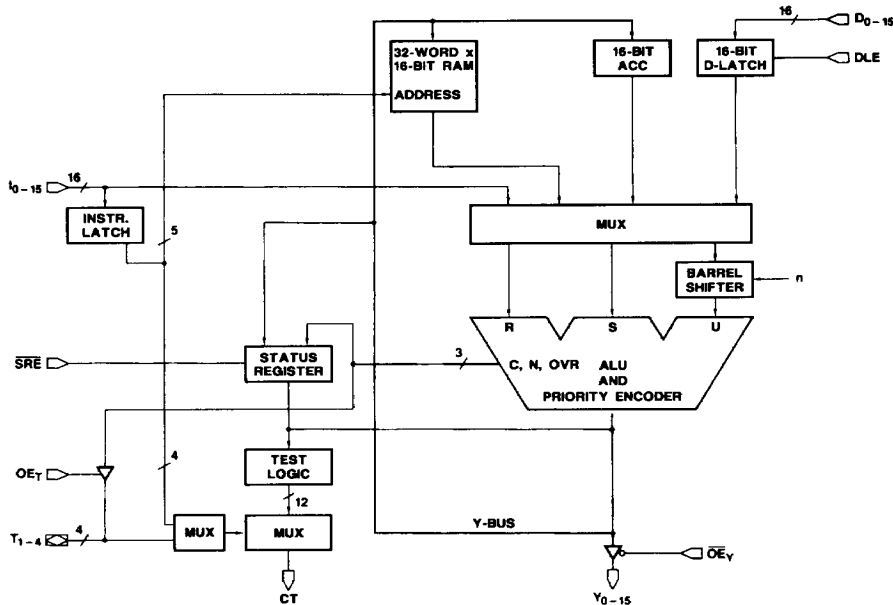 16
D0-15
32-WORD x
16-BIT RAM
ADDRESS
16-BIT
ACC
16-BIT
D-LATCH
DLE
I0-15
16
INSTR.
LATCH
5
MUX
BARREL
SHIFTER
n
R
S
U
SRE
STATUS
REGISTER
3
C, N, OVR
ALU
AND
PRIORITY ENCODER
OET
4
TEST
LOGIC
12
T1-4
4
MUX
MUX
Y-BUS
OEY
CT
Y0-15